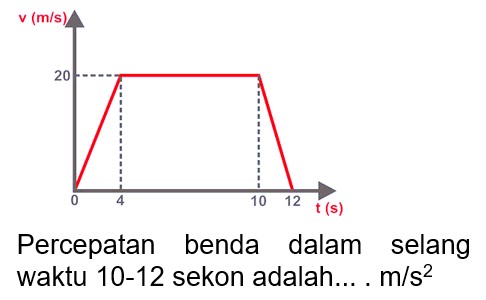 v (m/s)
20
0 4 10 12
t (s)
Percepatan benda dalam selang
waktu 10-12 sekon adalah... . m/s²